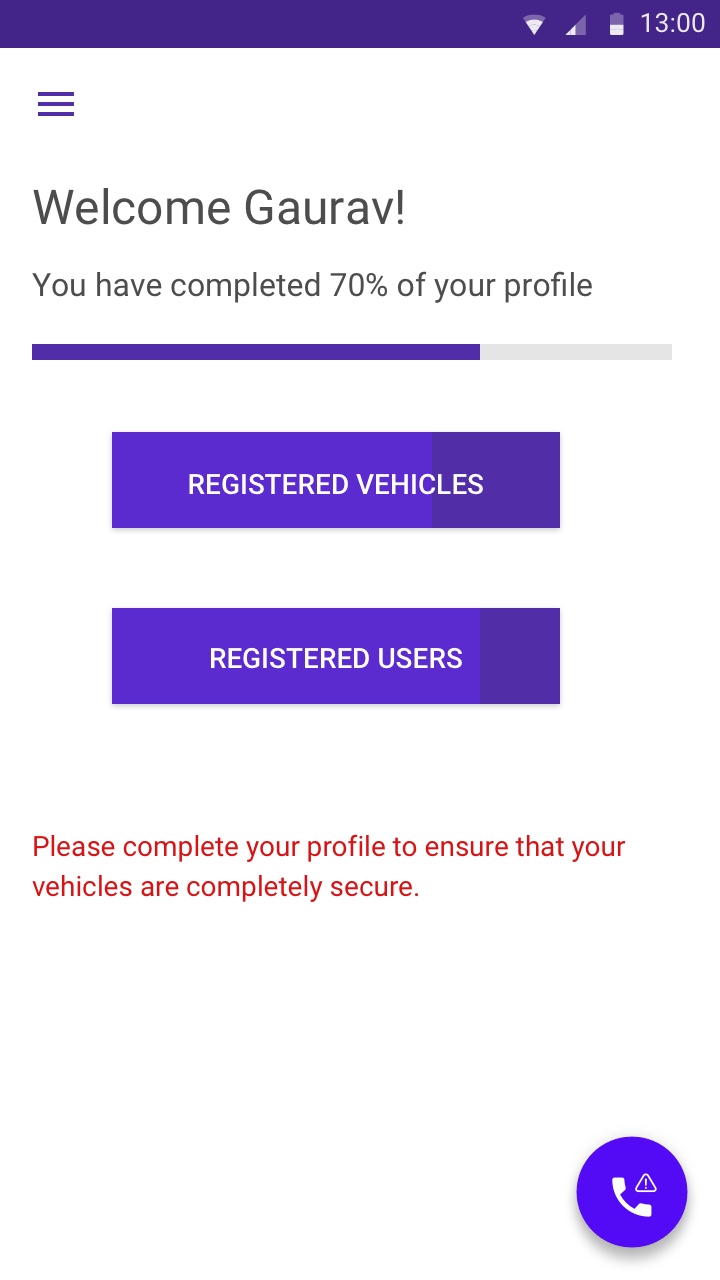 13:00
Welcome Gaurav!
You have completed 70% of your profile
REGISTERED VEHICLES
REGISTERED USERS
Please complete your profile to ensure that your
vehicles are completely secure.